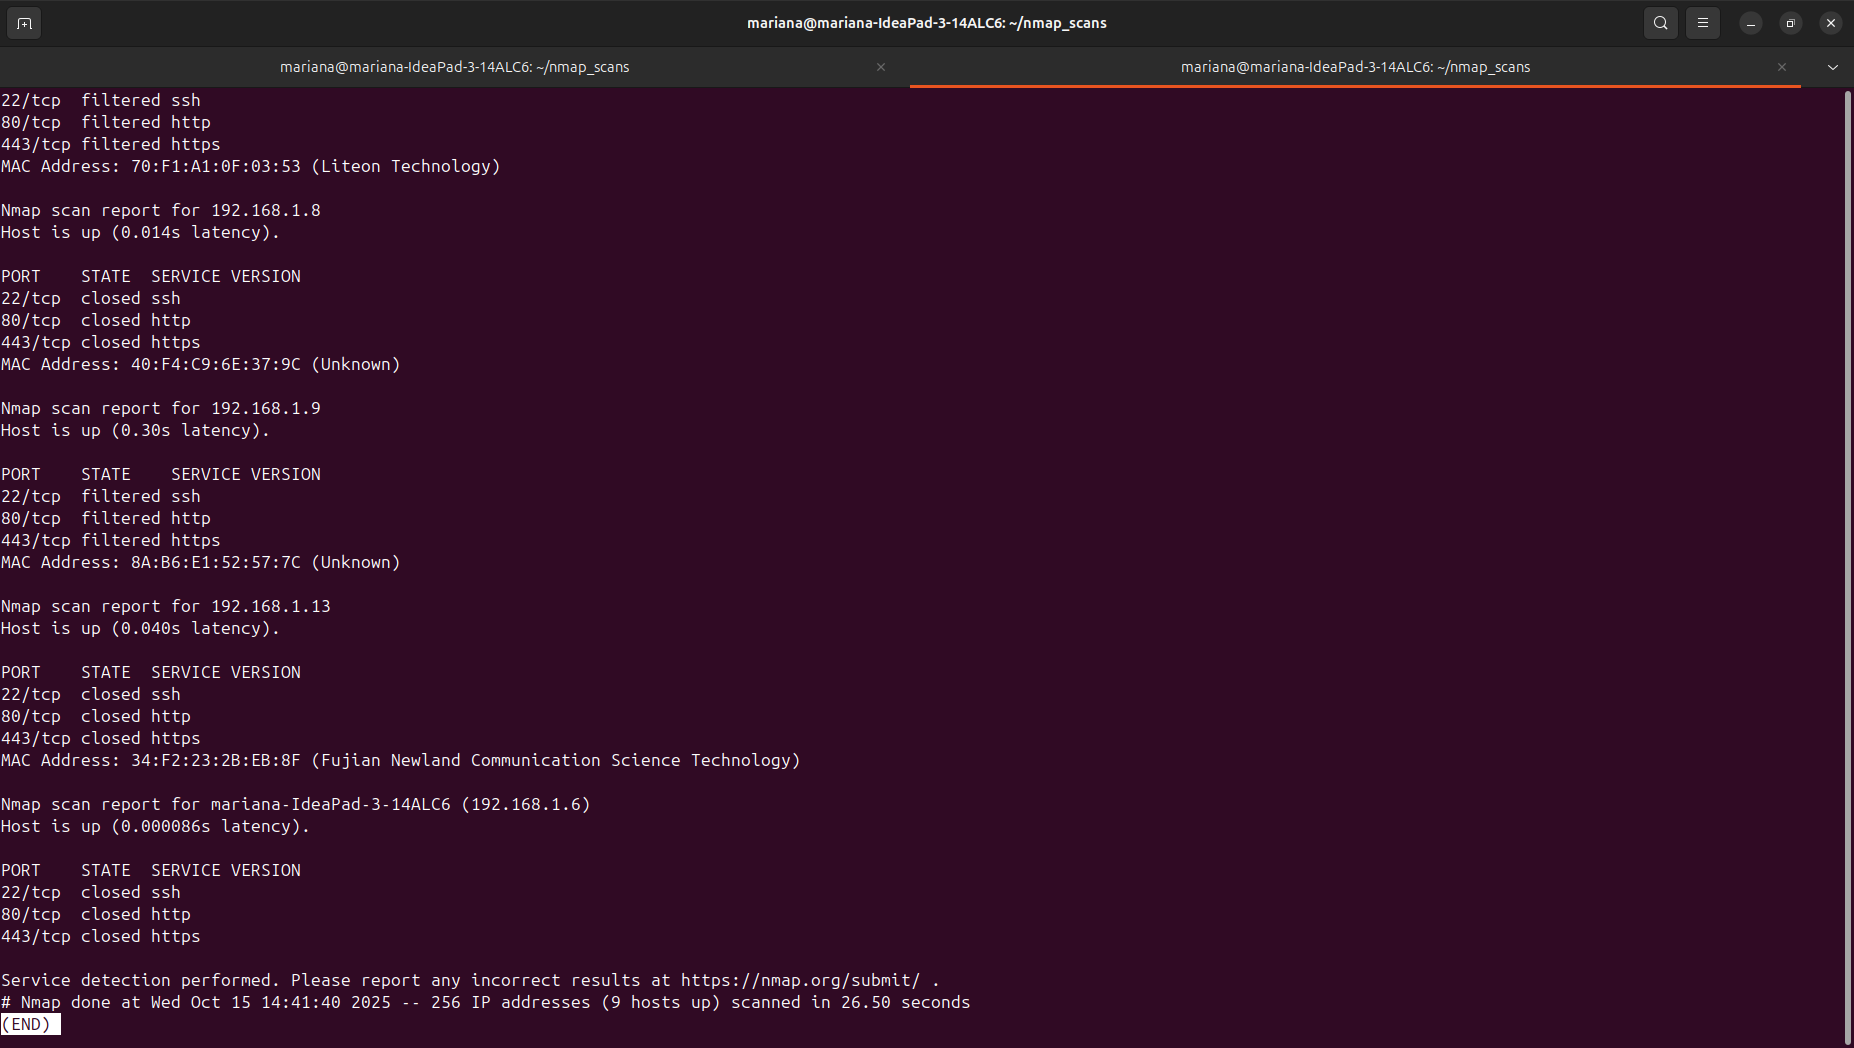 mariana@mariana-IdeaPad-3-14ALC6: ~/nmap_scans
mariana@mariana-IdeaPad-3-14ALC6: ~/nmap_scans
mariana@mariana-IdeaPad-3-14ALC6: ~/nmap_scans
22/tcp  filtered ssh
80/tcp  filtered http
443/tcp filtered https
MAC Address: 70:F1:A1:0F:03:53 (Liteon Technology)

Nmap scan report for 192.168.1.8
Host is up (0.014s latency).

PORT    STATE  SERVICE VERSION
22/tcp  closed ssh
80/tcp  closed http
443/tcp closed https
MAC Address: 40:F4:C9:6E:37:9C (Unknown)

Nmap scan report for 192.168.1.9
Host is up (0.30s latency).

PORT    STATE    SERVICE VERSION
22/tcp  filtered ssh
80/tcp  filtered http
443/tcp filtered https
MAC Address: 8A:B6:E1:52:57:7C (Unknown)

Nmap scan report for 192.168.1.13
Host is up (0.040s latency).

PORT    STATE  SERVICE VERSION
22/tcp  closed ssh
80/tcp  closed http
443/tcp closed https
MAC Address: 34:F2:23:2B:EB:8F (Fujian Newland Communication Science Technology)

Nmap scan report for mariana-IdeaPad-3-14ALC6 (192.168.1.6)
Host is up (0.000086s latency).

PORT    STATE  SERVICE VERSION
22/tcp  closed ssh
80/tcp  closed http
443/tcp closed https

Service detection performed. Please report any incorrect results at https://nmap.org/submit/ .
# Nmap done at Wed Oct 15 14:41:40 2025 -- 256 IP addresses (9 hosts up) scanned in 26.50 seconds
(END)